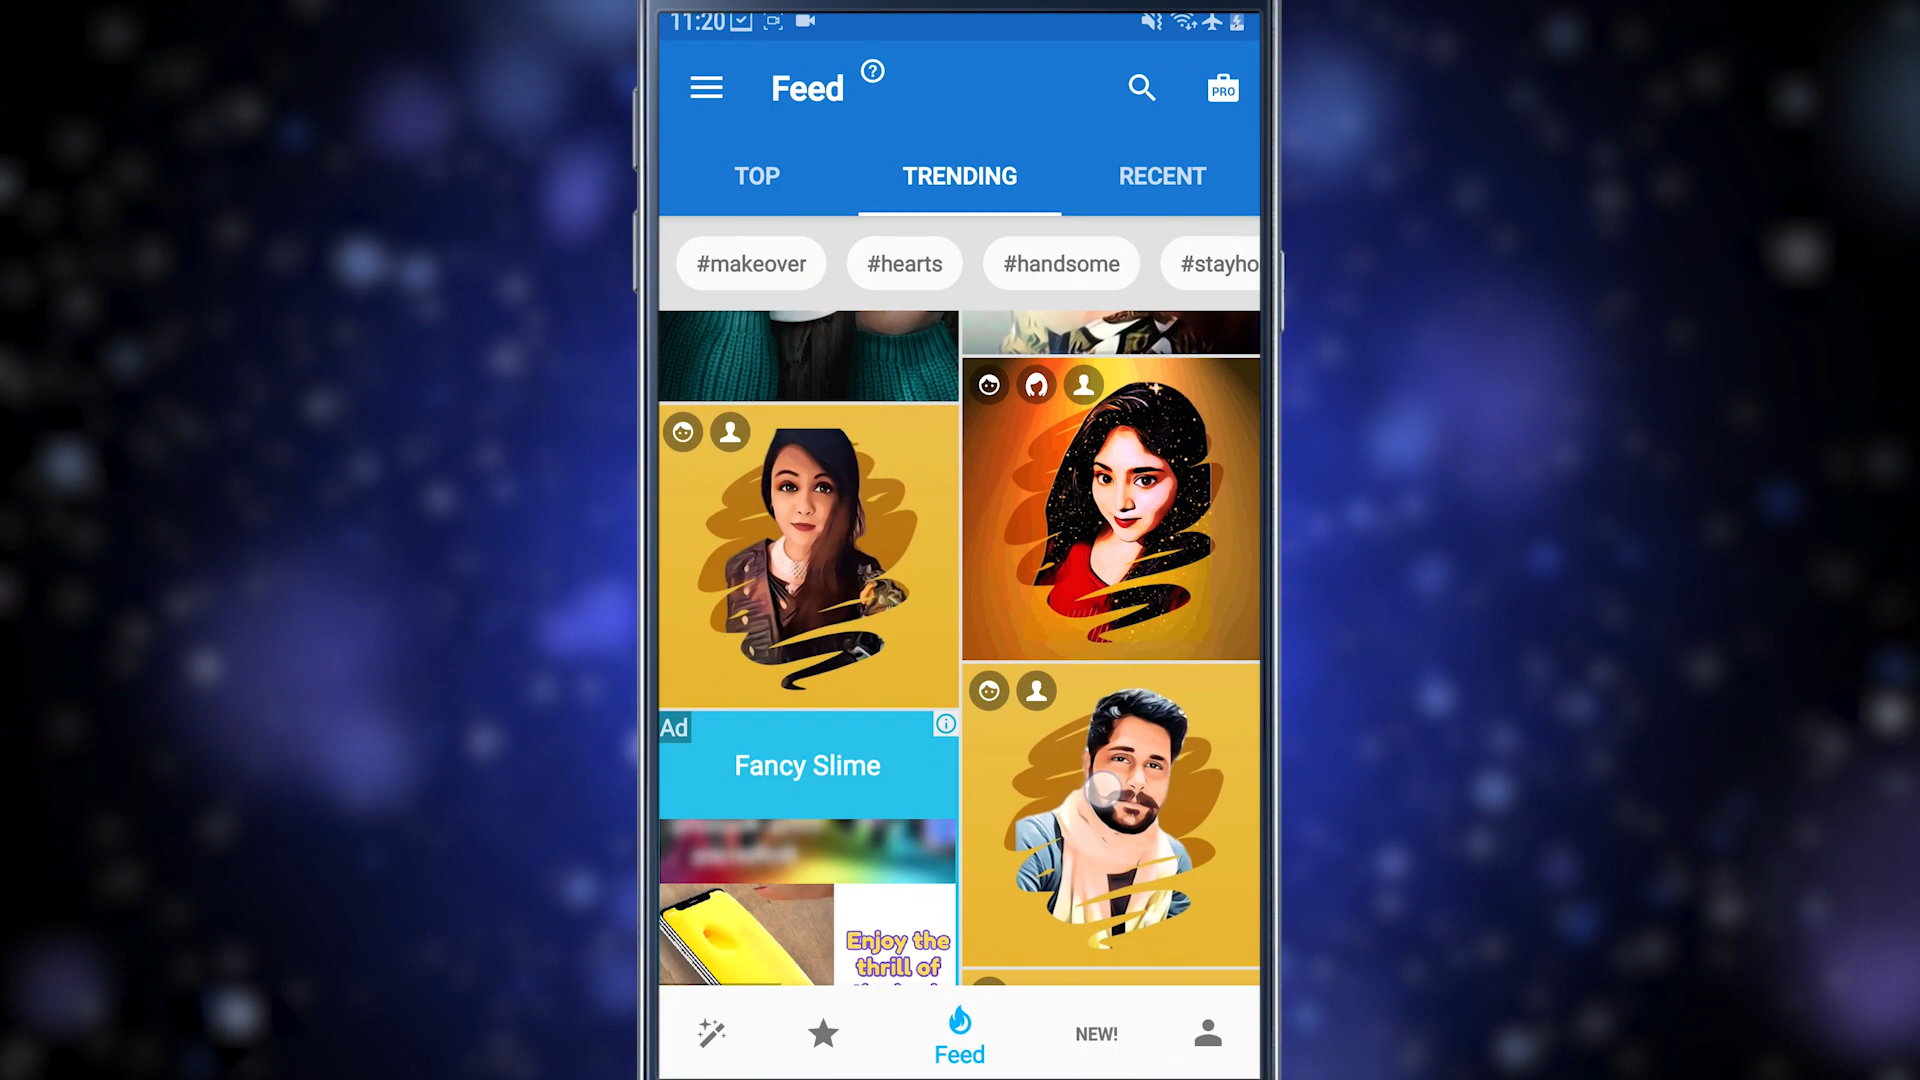 11:20
Feed
?
PRO
TOP
TRENDING
RECENT
#makeover
#hearts
#handsome
#stayho
Ad
Fancy Slime
Enjoy the
thrill of
Feed
NEW!